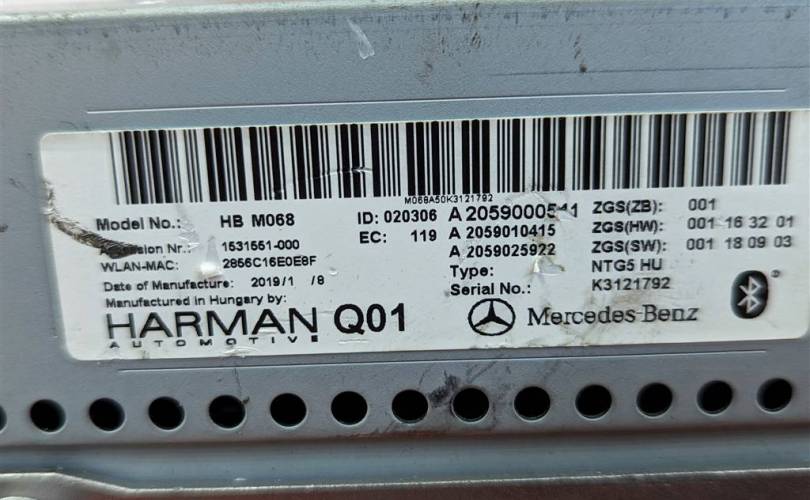 M068A50K3121792
Model No.: HB M068
ID: 020306 A 2059000511 ZGS(ZB): 001
EC: 119 A 2059010415 ZGS(HW): 001 16 32 01
Nr.: 1531551-000 A 2059025922 ZGS(SW): 001 18 09 03
WLAN-MAC: 2856C16E0E8F Type: NTG5 HU
Date of Manufacture: 2019/1 /8 Serial No.: K3121792
Manufactured in Hungary by:
HARMAN Q01 Mercedes-Benz
AUTOMOTIVE